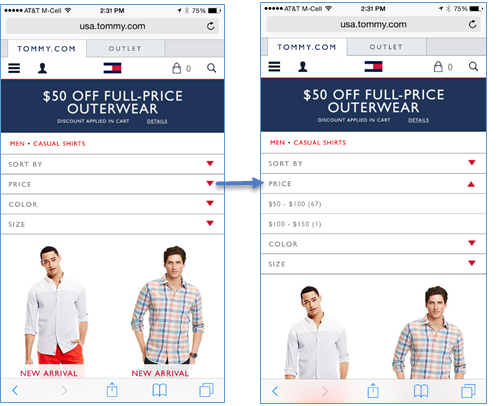 AT&T M-Cell 2:31 PM 75%
usa.tommy.com
TOMMY.COM OUTLET
0
$50 OFF FULL-PRICE
OUTERWEAR
DISCOUNT APPLIED IN CART DETAILS
MEN • CASUAL SHIRTS
SORT BY
PRICE
COLOR
SIZE
NEW ARRIVAL NEW ARRIVAL
AT&T M-Cell 2:31 PM 75%
usa.tommy.com
TOMMY.COM OUTLET
0
$50 OFF FULL-PRICE
OUTERWEAR
DISCOUNT APPLIED IN CART DETAILS
MEN • CASUAL SHIRTS
SORT BY
PRICE
$50 - $100 (67)
$100 - $150 (1)
COLOR
SIZE